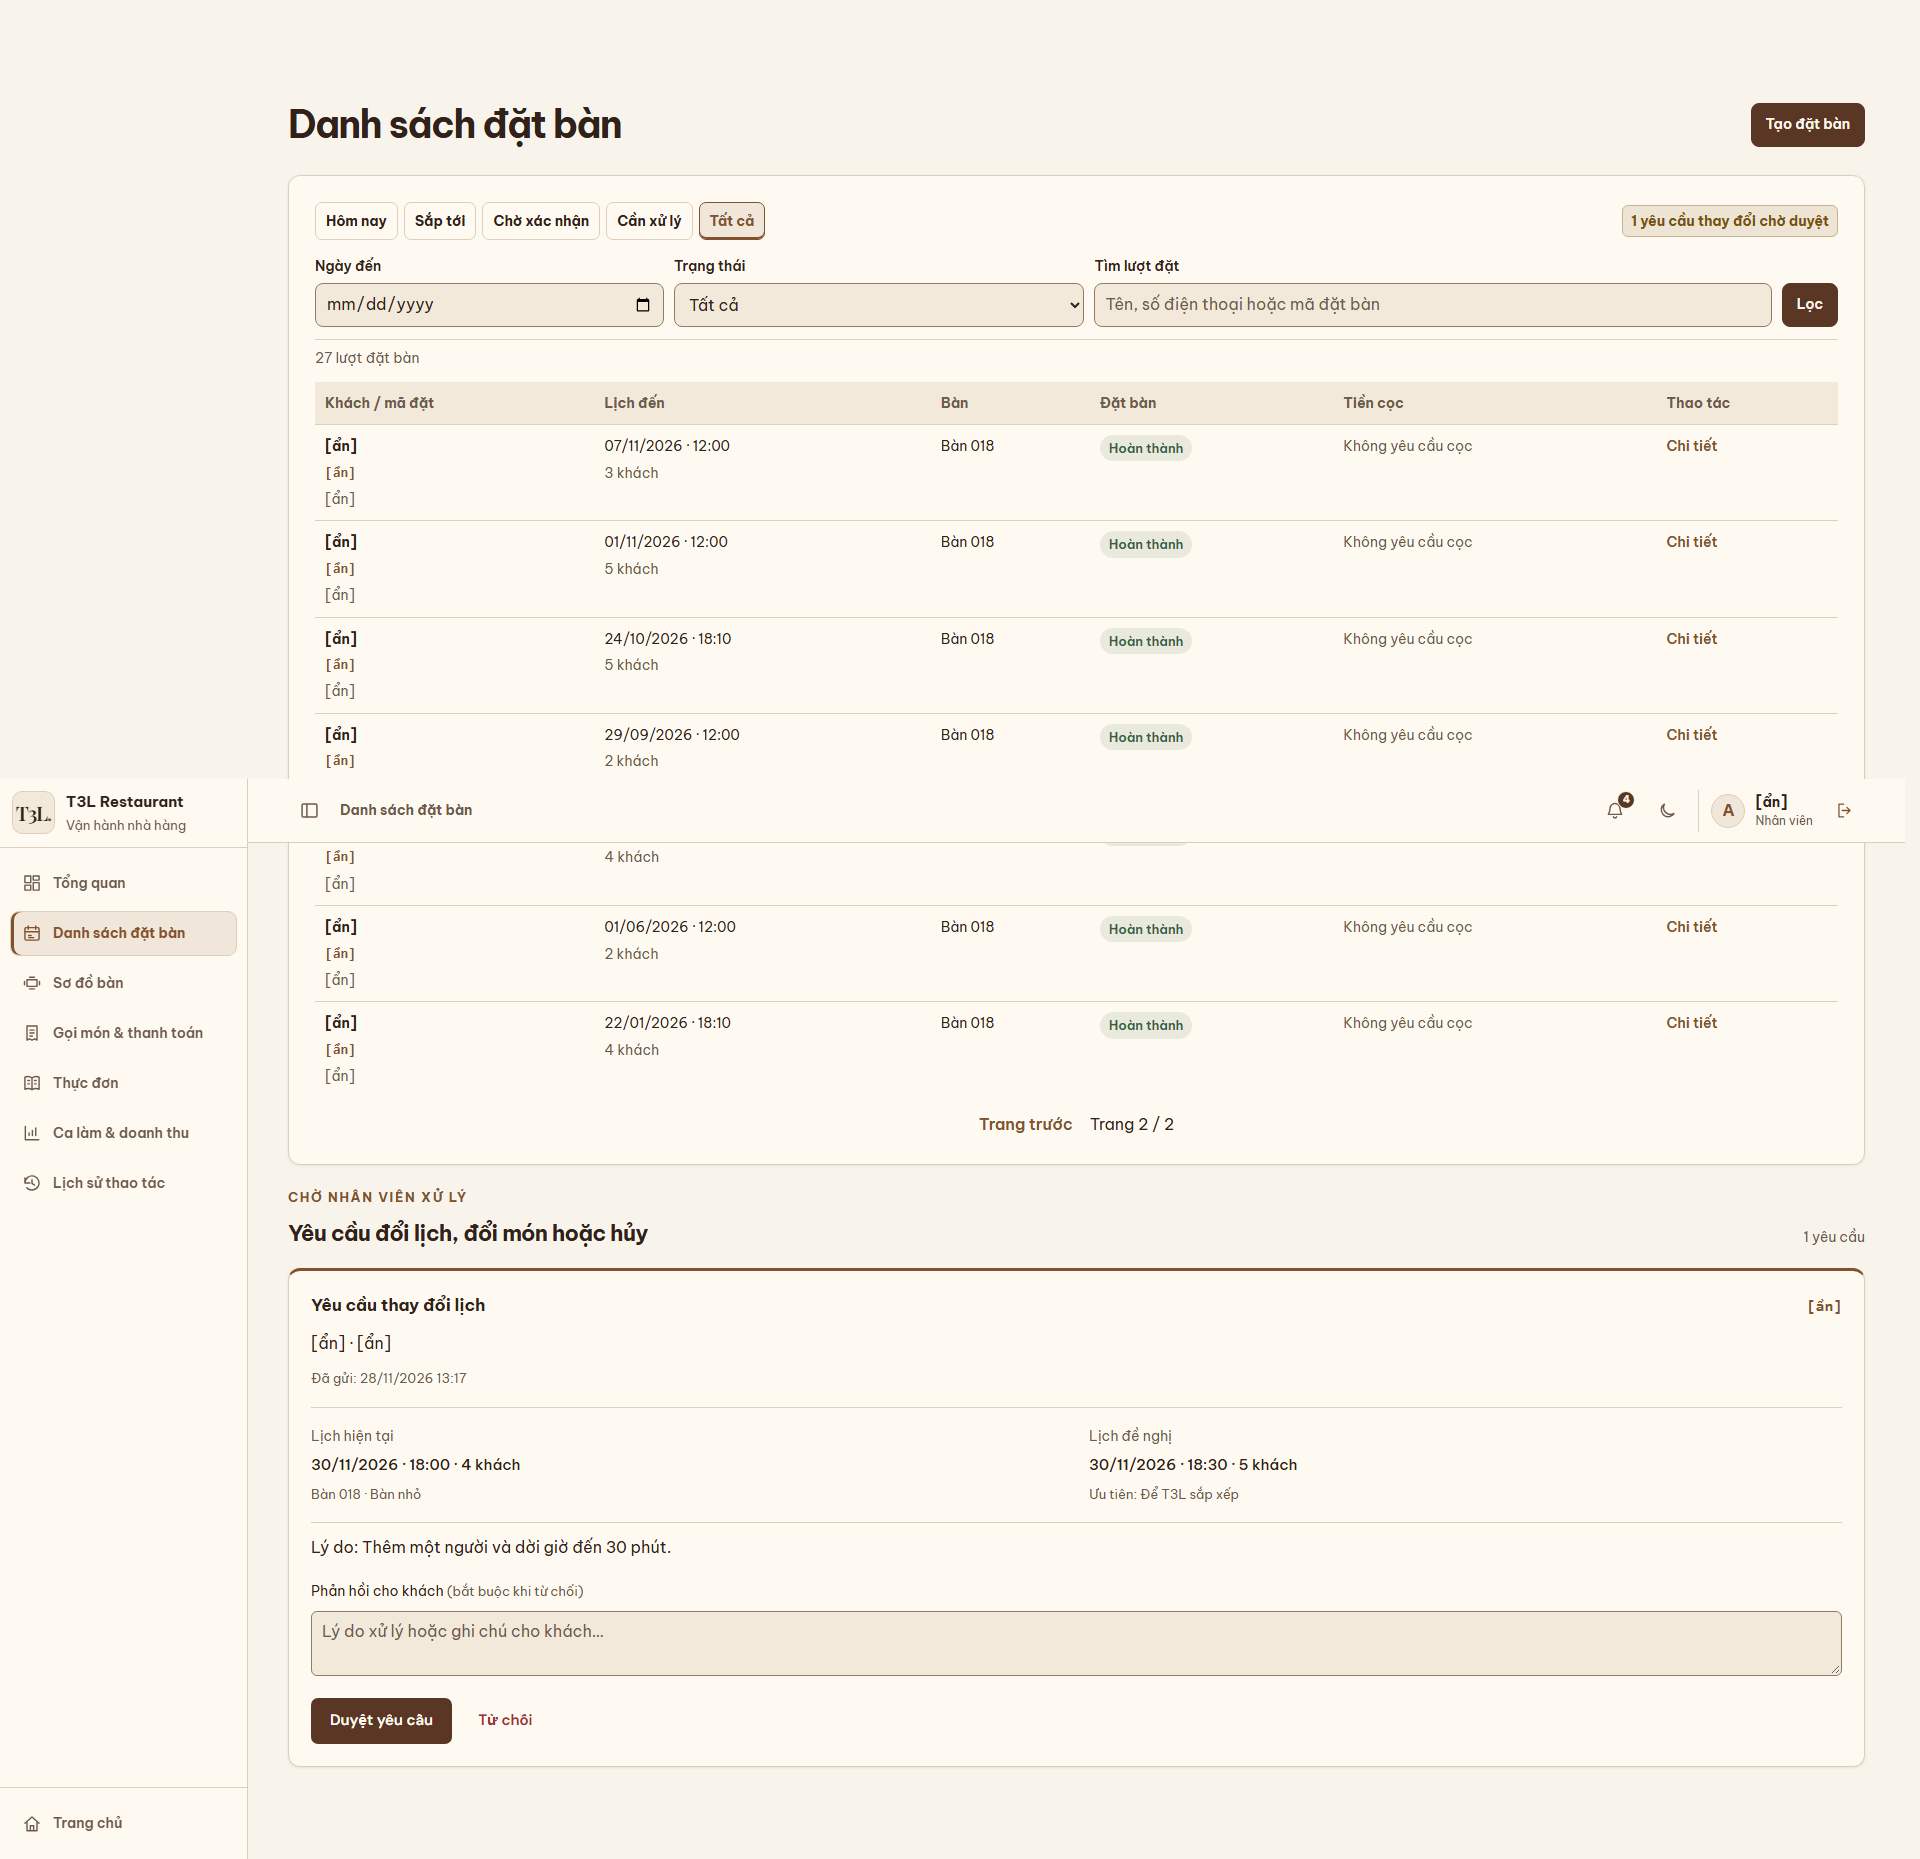 Danh sách đặt bàn
Tạo đặt bàn
Hôm nay
Sắp tới
Chờ xác nhận
Cần xử lý
Tất cả
1 yêu cầu thay đổi chờ duyệt
Ngày đến
Trạng thái
Tìm lượt đặt
mm/dd/yyyy
Tất cả
Tên, số điện thoại hoặc mã đặt bàn
Lọc
27 lượt đặt bàn
Khách / mã đặt
Lịch đến
Bàn
Đặt bàn
Tiền cọc
Thao tác
[ẩn]
07/11/2026 · 12:00
Bàn 018
Hoàn thành
Không yêu cầu cọc
Chi tiết
[ẩn]
3 khách
[ẩn]
[ẩn]
01/11/2026 · 12:00
Bàn 018
Hoàn thành
Không yêu cầu cọc
Chi tiết
[ẩn]
5 khách
[ẩn]
[ẩn]
24/10/2026 · 18:10
Bàn 018
Hoàn thành
Không yêu cầu cọc
Chi tiết
[ẩn]
5 khách
[ẩn]
[ẩn]
29/09/2026 · 12:00
Bàn 018
Hoàn thành
Không yêu cầu cọc
Chi tiết
[ẩn]
2 khách
T3L.
T3L Restaurant
Vận hành nhà hàng
Danh sách đặt bàn
4
A
[ẩn]
Nhân viên
[ẩn]
4 khách
[ẩn]
[ẩn]
01/06/2026 · 12:00
Bàn 018
Hoàn thành
Không yêu cầu cọc
Chi tiết
[ẩn]
2 khách
[ẩn]
[ẩn]
22/01/2026 · 18:10
Bàn 018
Hoàn thành
Không yêu cầu cọc
Chi tiết
[ẩn]
4 khách
[ẩn]
Trang trước
Trang 2 / 2
Tổng quan
Danh sách đặt bàn
Sơ đồ bàn
Gọi món & thanh toán
Thực đơn
Ca làm & doanh thu
Lịch sử thao tác
Trang chủ
CHỜ NHÂN VIÊN XỬ LÝ
Yêu cầu đổi lịch, đổi món hoặc hủy
1 yêu cầu
Yêu cầu thay đổi lịch
[ẩn]
[ẩn] · [ẩn]
Đã gửi: 28/11/2026 13:17
Lịch hiện tại
30/11/2026 · 18:00 · 4 khách
Bàn 018 · Bàn nhỏ
Lịch đề nghị
30/11/2026 · 18:30 · 5 khách
Ưu tiên: Để T3L sắp xếp
Lý do: Thêm một người và dời giờ đến 30 phút.
Phản hồi cho khách (bắt buộc khi từ chối)
Lý do xử lý hoặc ghi chú cho khách...
Duyệt yêu cầu
Từ chối